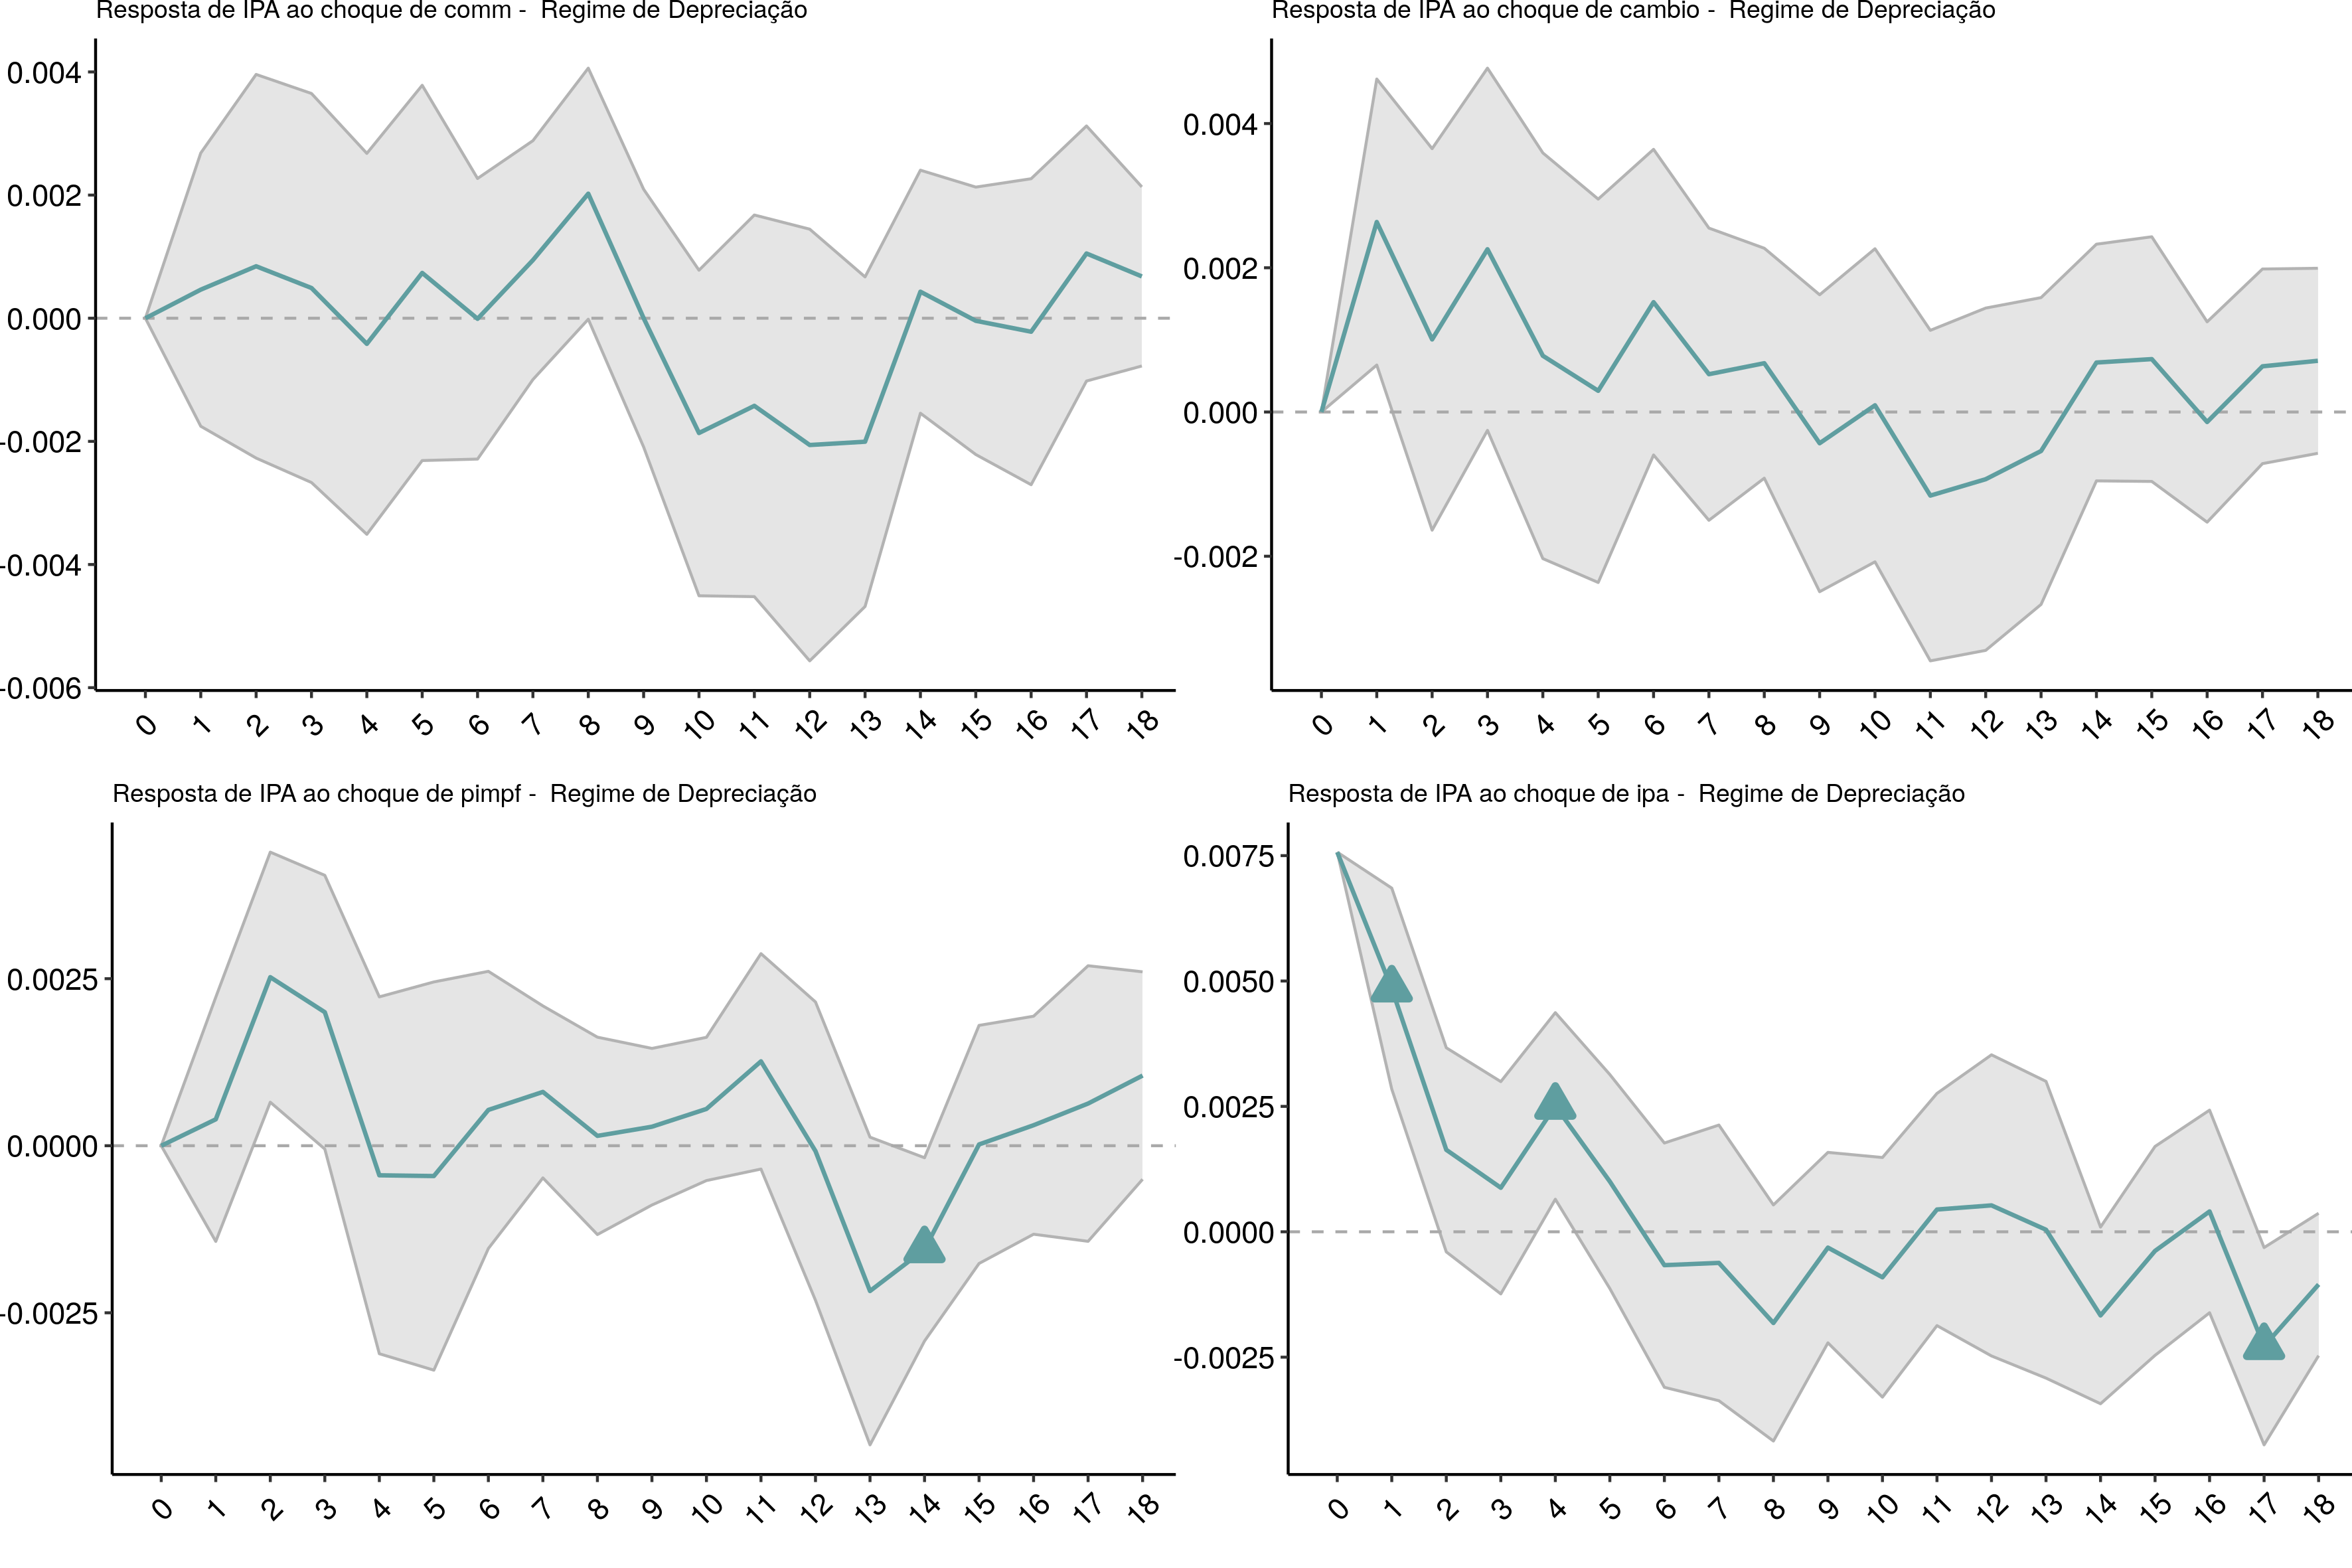 Resposta de IPA ao choque de comm -  Regime de Depreciação
0.004
0.002
0.000
-0.002
-0.004
-0.006
0 1 2 3 4 5 6 7 8 9 10 11 12 13 14 15 16 17 18
Resposta de IPA ao choque de cambio -  Regime de Depreciação
0.004
0.002
0.000
-0.002
0 1 2 3 4 5 6 7 8 9 10 11 12 13 14 15 16 17 18
Resposta de IPA ao choque de pimpf -  Regime de Depreciação
0.0025
0.0000
-0.0025
0 1 2 3 4 5 6 7 8 9 10 11 12 13 14 15 16 17 18
Resposta de IPA ao choque de ipa -  Regime de Depreciação
0.0075
0.0050
0.0025
0.0000
-0.0025
0 1 2 3 4 5 6 7 8 9 10 11 12 13 14 15 16 17 18